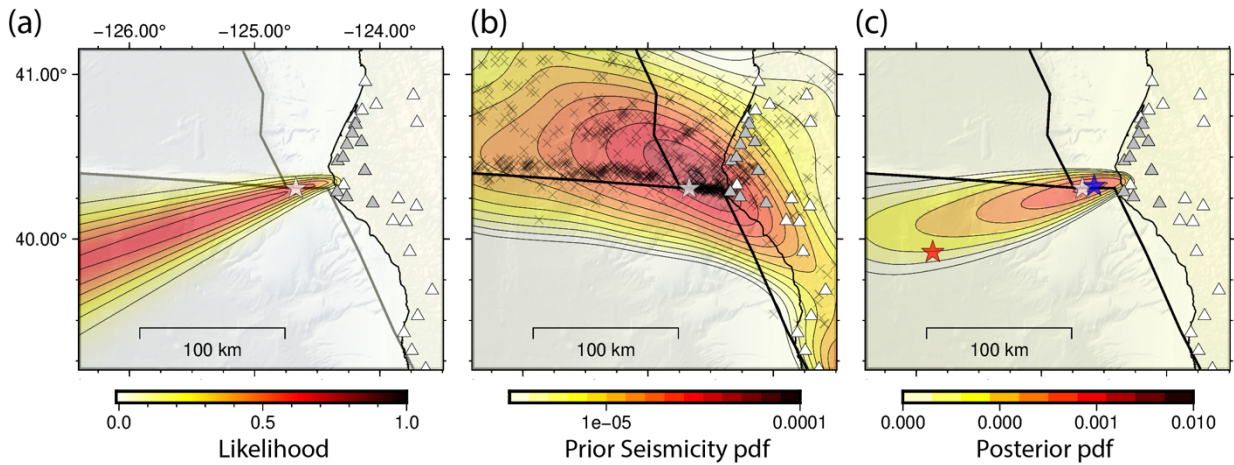 (a) (b) (c)
−126.00° −125.00° −124.00°
41.00°
40.00°
100 km 100 km 100 km
0.0 0.5 1.0 1e-05 0.0001 0.000 0.000 0.001 0.010
Likelihood Prior Seismicity pdf Posterior pdf